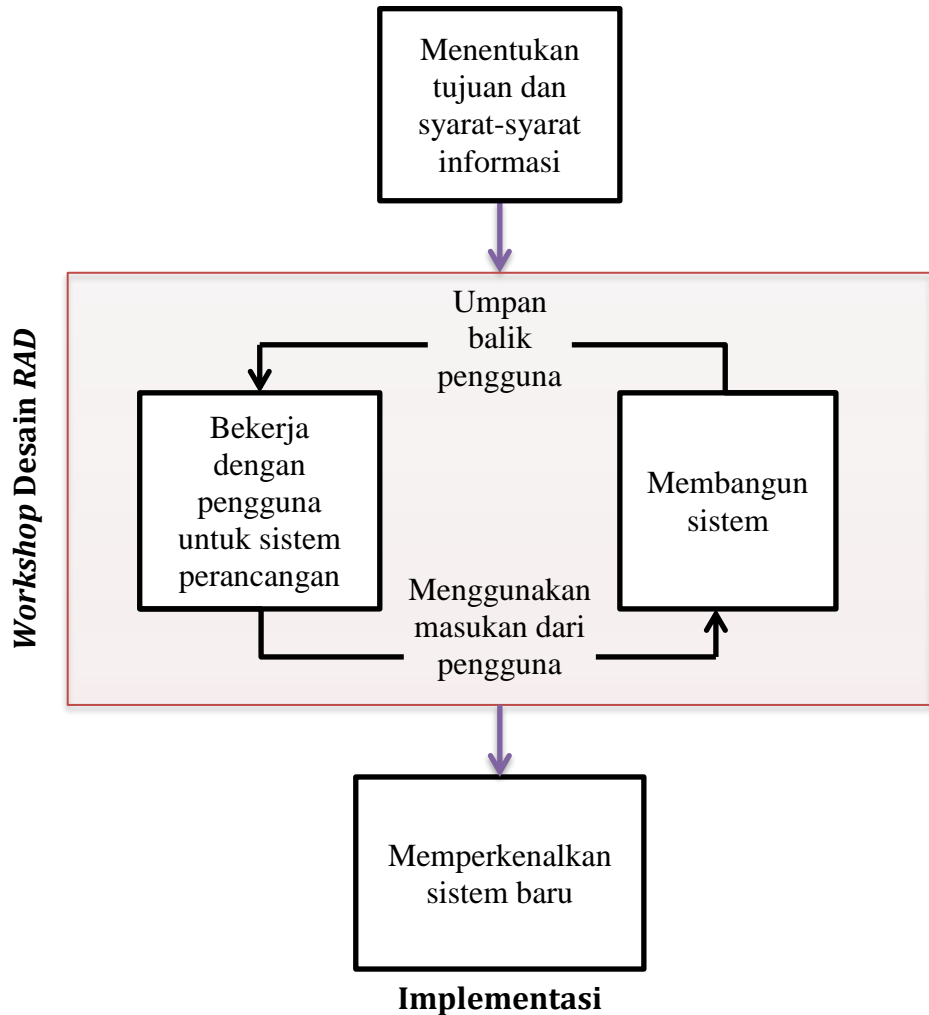 Menentukan
tujuan dan
syarat-syarat
informasi
Workshop Desain RAD
Umpan
balik
pengguna
Bekerja
dengan
pengguna
untuk sistem
perancangan
Membangun
sistem
Menggunakan
masukan dari
pengguna
Memperkenalkan
sistem baru
Implementasi